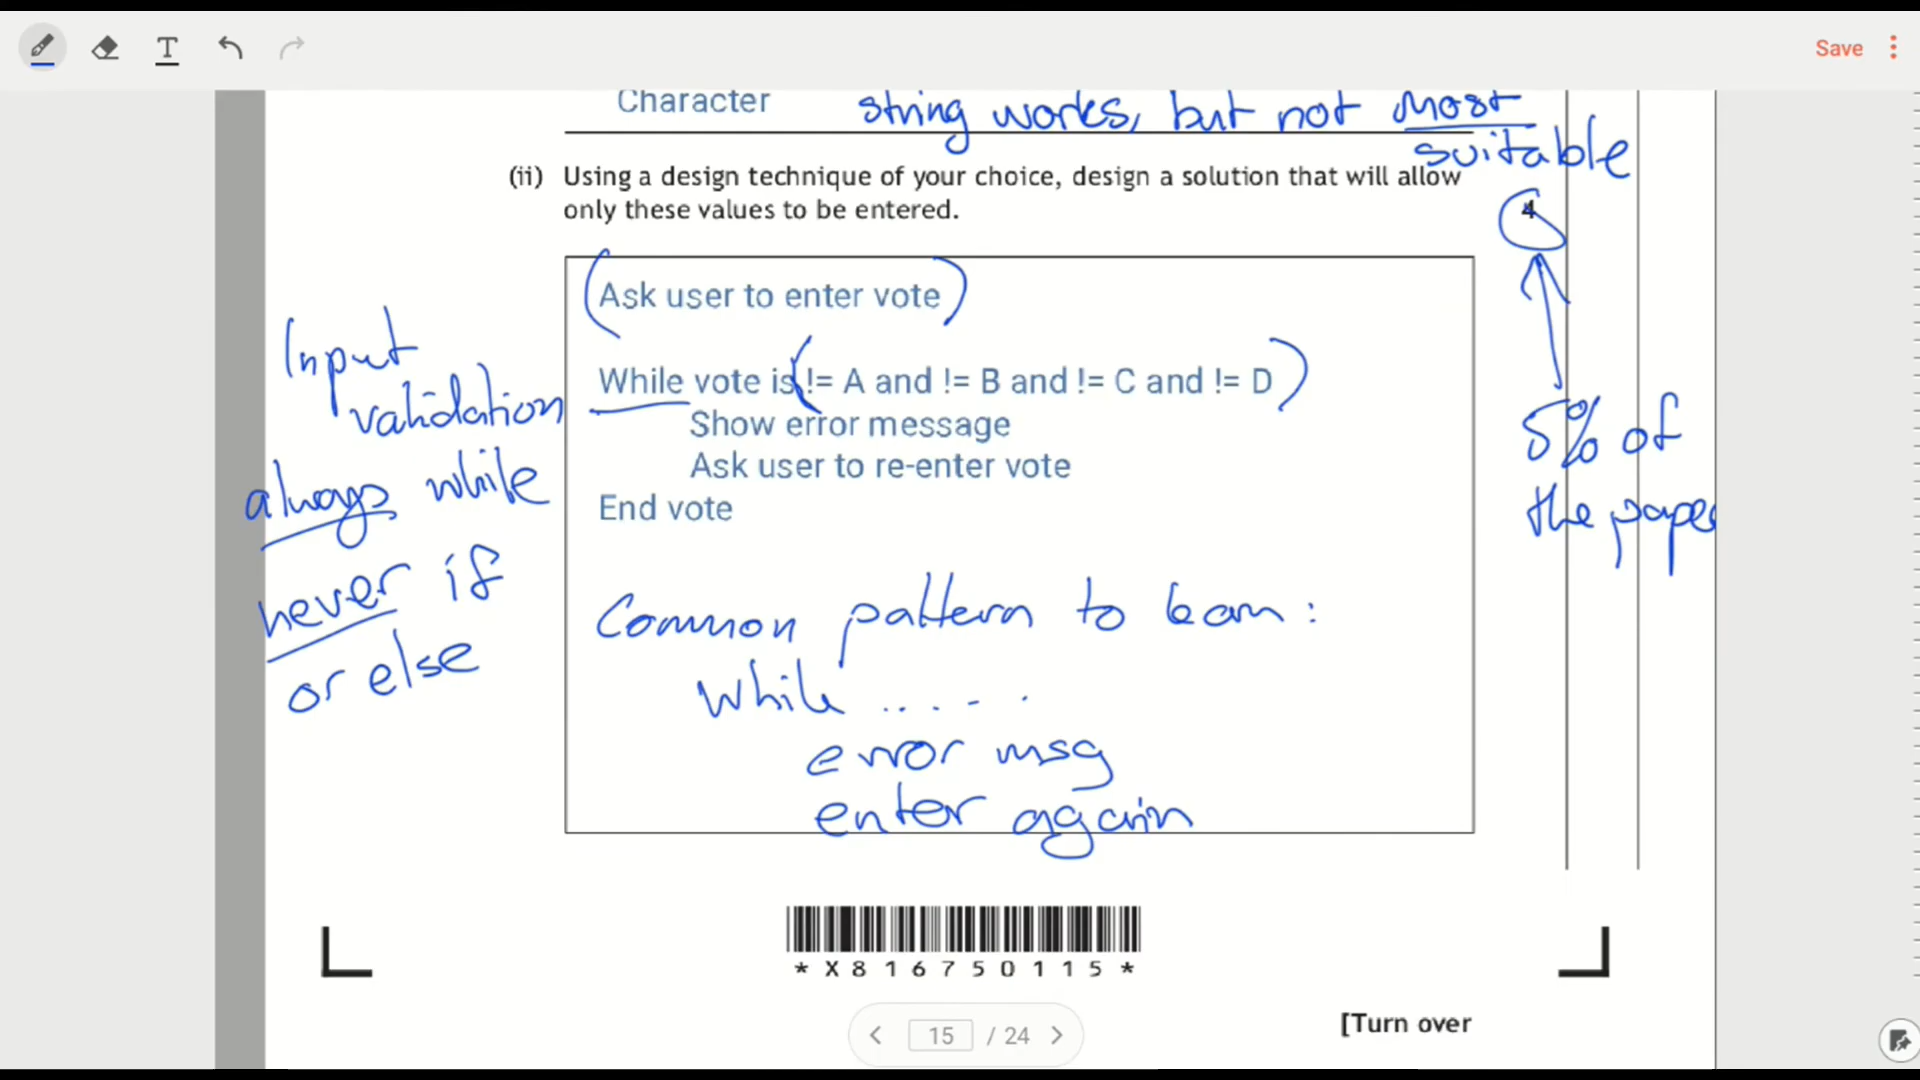 T
Save
Character string works, but not most
suitable
(ii) Using a design technique of your choice, design a solution that will allow
only these values to be entered.
4
Ask user to enter vote
While vote is != A and != B and != C and != D
Show error message
Ask user to re-enter vote
End vote
Input
validation
always while
never if
or else
5% of
the paper
Common pattern to learn:
While .....
error msg
enter again
* X 8 1 6 7 5 0 1 1 5 *
[Turn over
15 / 24